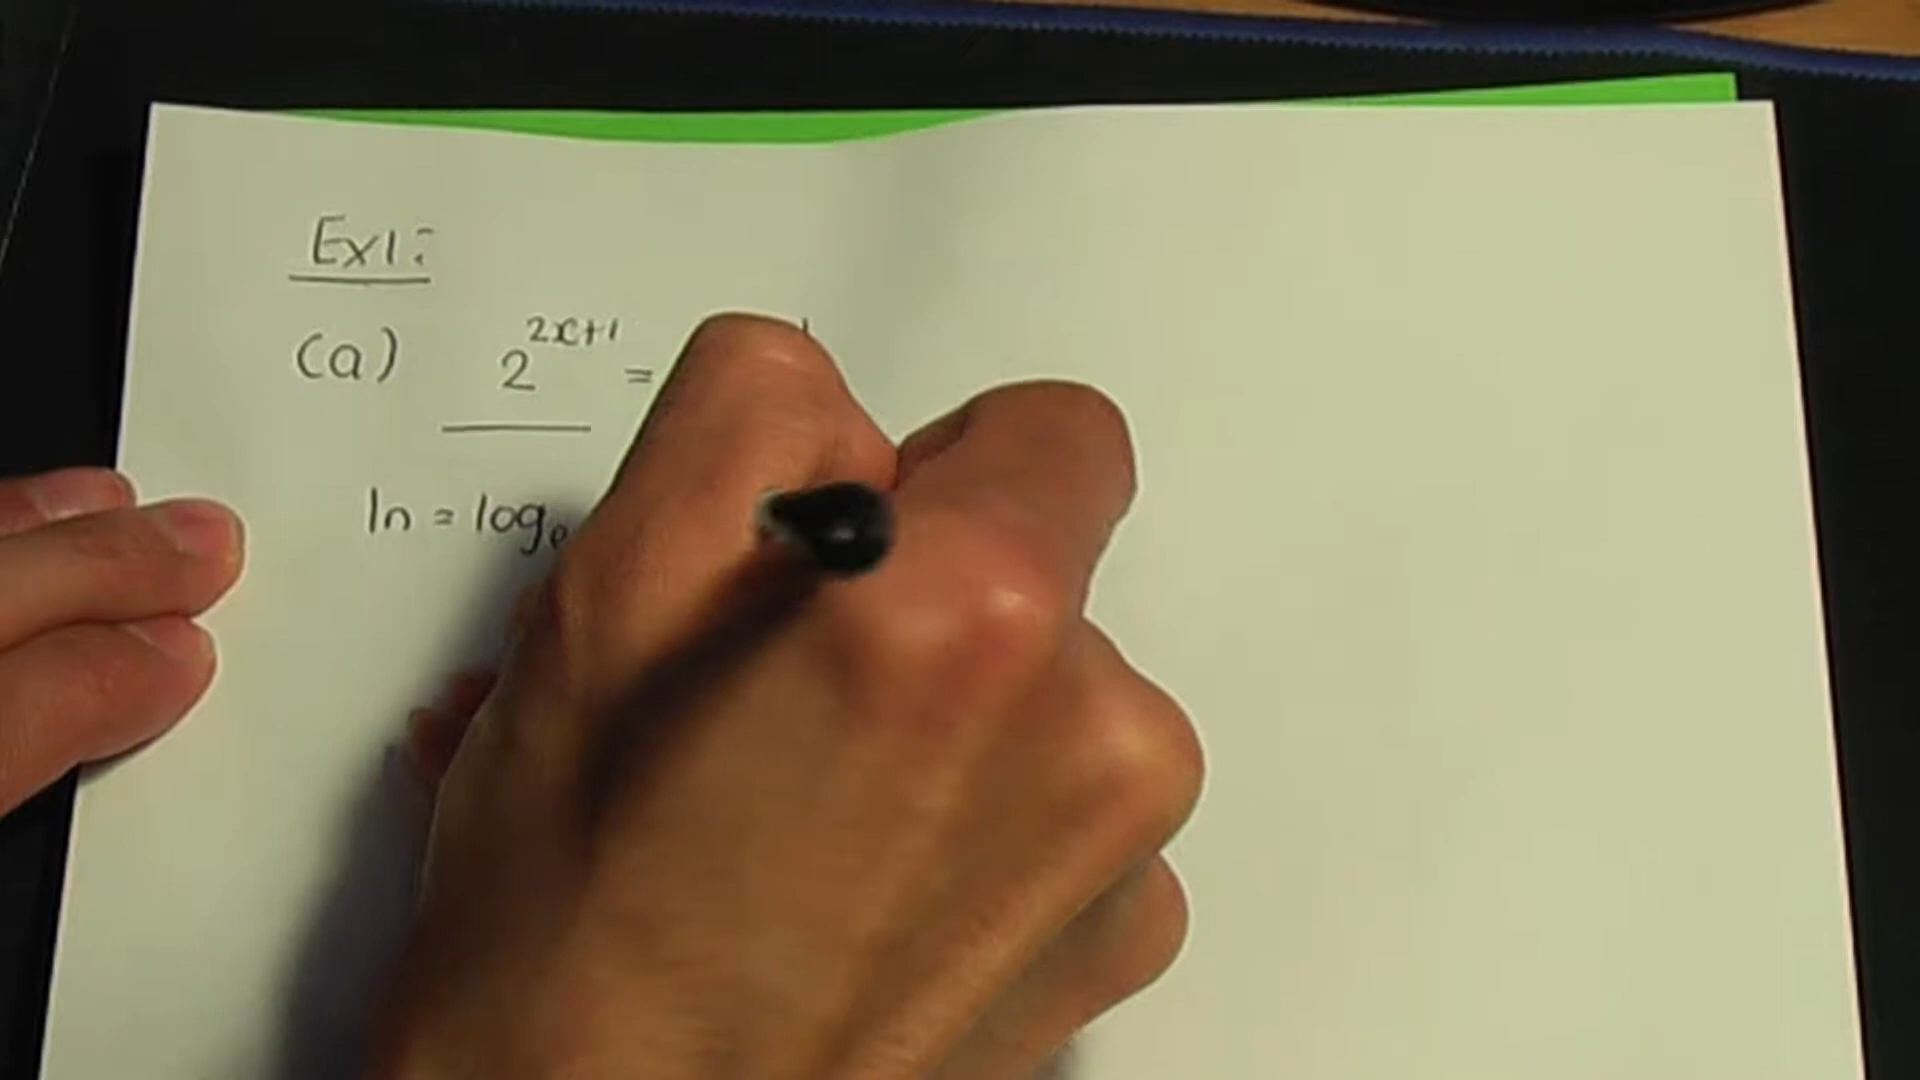 Ex1:
(a) 2^{2x+1} =
ln = log_e